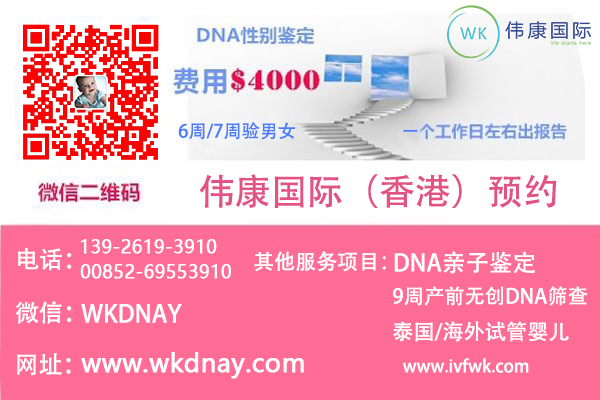 WK 伟康国际
life starts here
DNA性别鉴定
费用$4000
6周/7周验男女
一个工作日左右出报告
微信二维码
伟康国际（香港）预约
电话：139-2619-3910
00852-69553910
微信：WKDNAY
网址：www.wkdnay.com
其他服务项目：DNA亲子鉴定
9周产前无创DNA筛查
泰国/海外试管婴儿
www.ivfwk.com